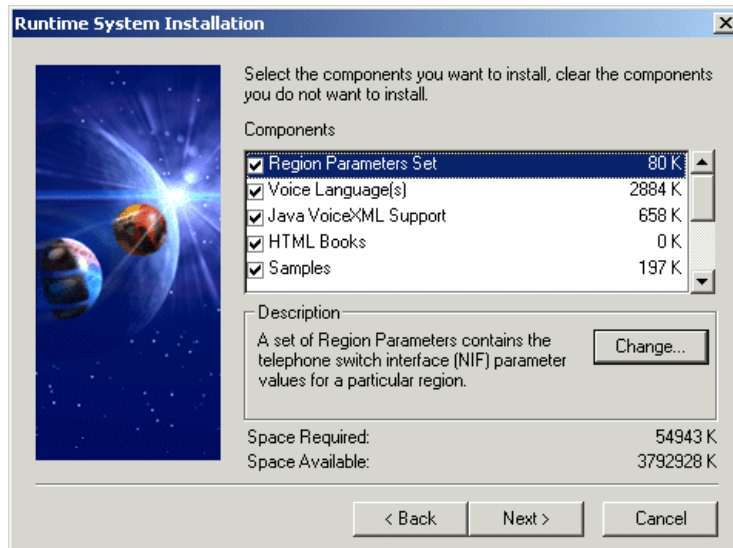 Runtime System Installation
Select the components you want to install, clear the components
you do not want to install.
Components
Region Parameters Set 80 K
Voice Language(s) 2884 K
Java VoiceXML Support 658 K
HTML Books 0 K
Samples 197 K
Description
A set of Region Parameters contains the
telephone switch interface (NIF) parameter
values for a particular region.
Change...
Space Required: 54943 K
Space Available: 3792928 K
< Back Next > Cancel